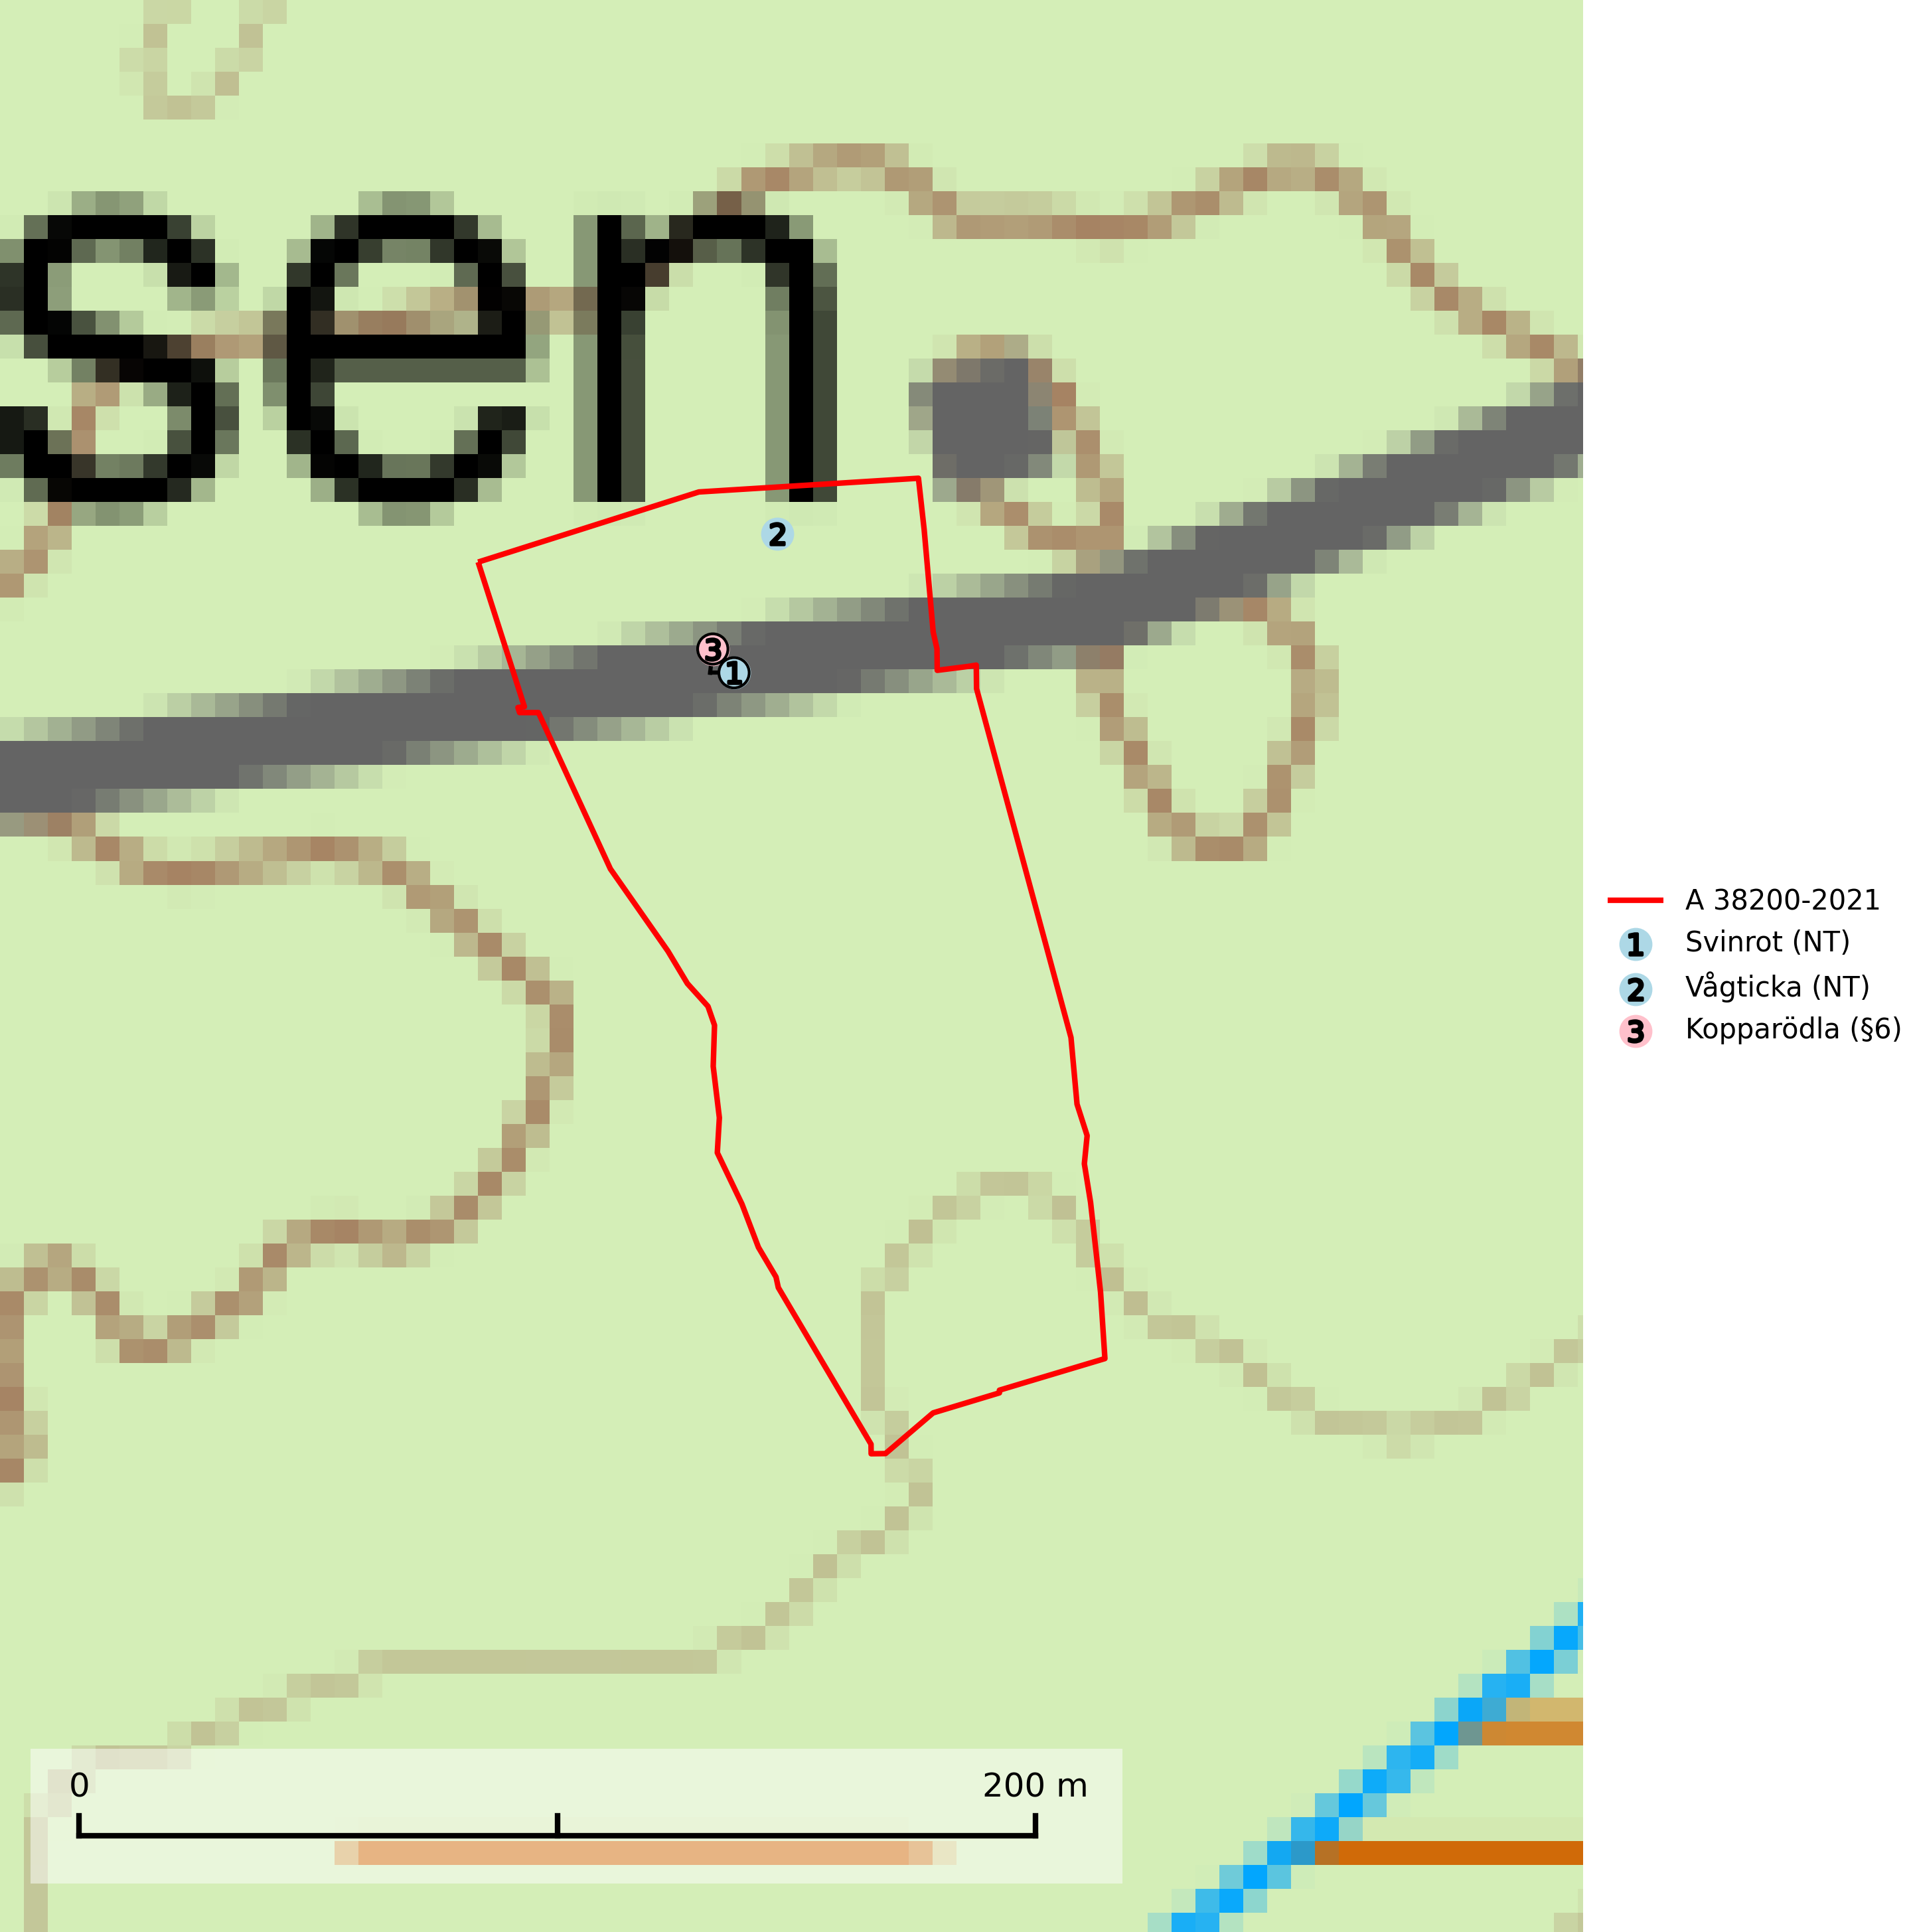 sen
2
3
1
A 38200-2021
1 Svinrot (NT)
2 Vågticka (NT)
3 Kopparödla (§6)
0 200 m